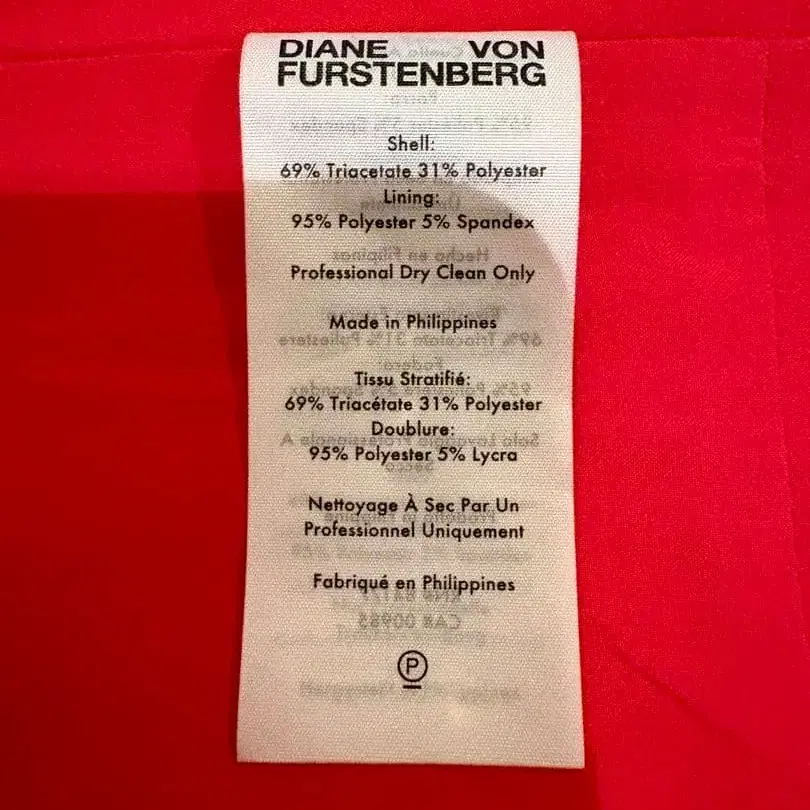 DIANE VON
FURSTENBERG
Shell:
69% Triacetate 31% Polyester
Lining:
95% Polyester 5% Spandex
Professional Dry Clean Only
Made in Philippines
Tissu Stratifié:
69% Triacétate 31% Polyester
Doublure:
95% Polyester 5% Lycra
Nettoyage À Sec Par Un
Professionnel Uniquement
Fabriqué en Philippines
P